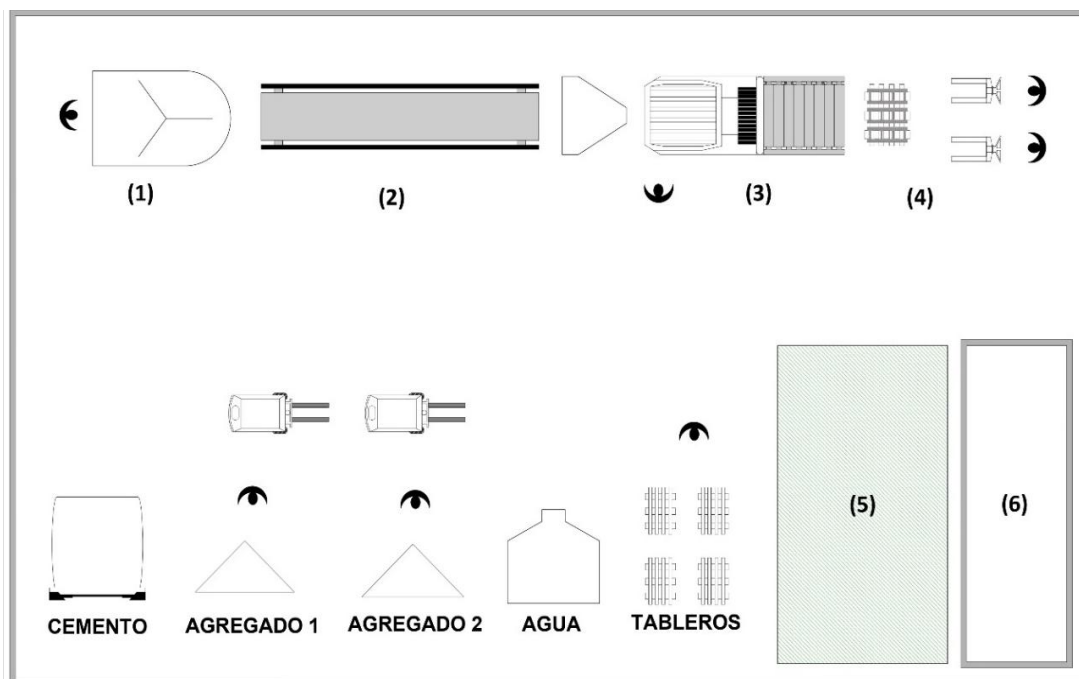 (1)
(2)
(3)
(4)
(5)
(6)
CEMENTO
AGREGADO 1
AGREGADO 2
AGUA
TABLEROS